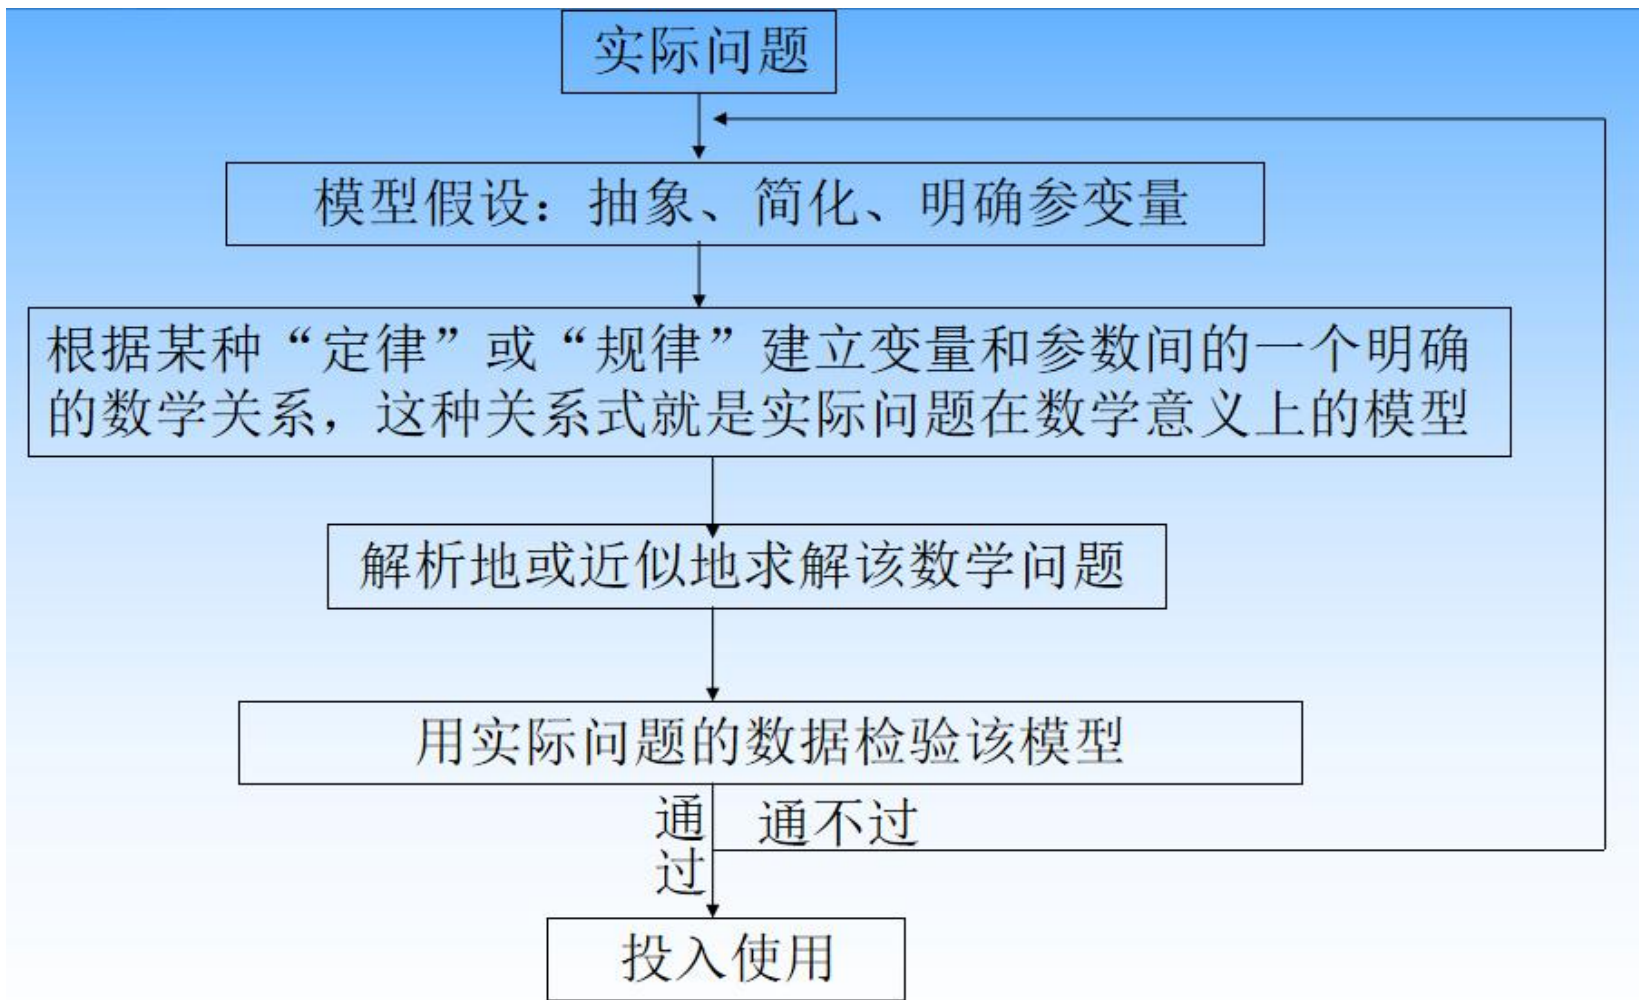 实际问题
模型假设：抽象、简化、明确参变量
根据某种“定律”或“规律”建立变量和参数间的一个明确
的数学关系，这种关系式就是实际问题在数学意义上的模型
解析地或近似地求解该数学问题
用实际问题的数据检验该模型
通过
通不过
投入使用